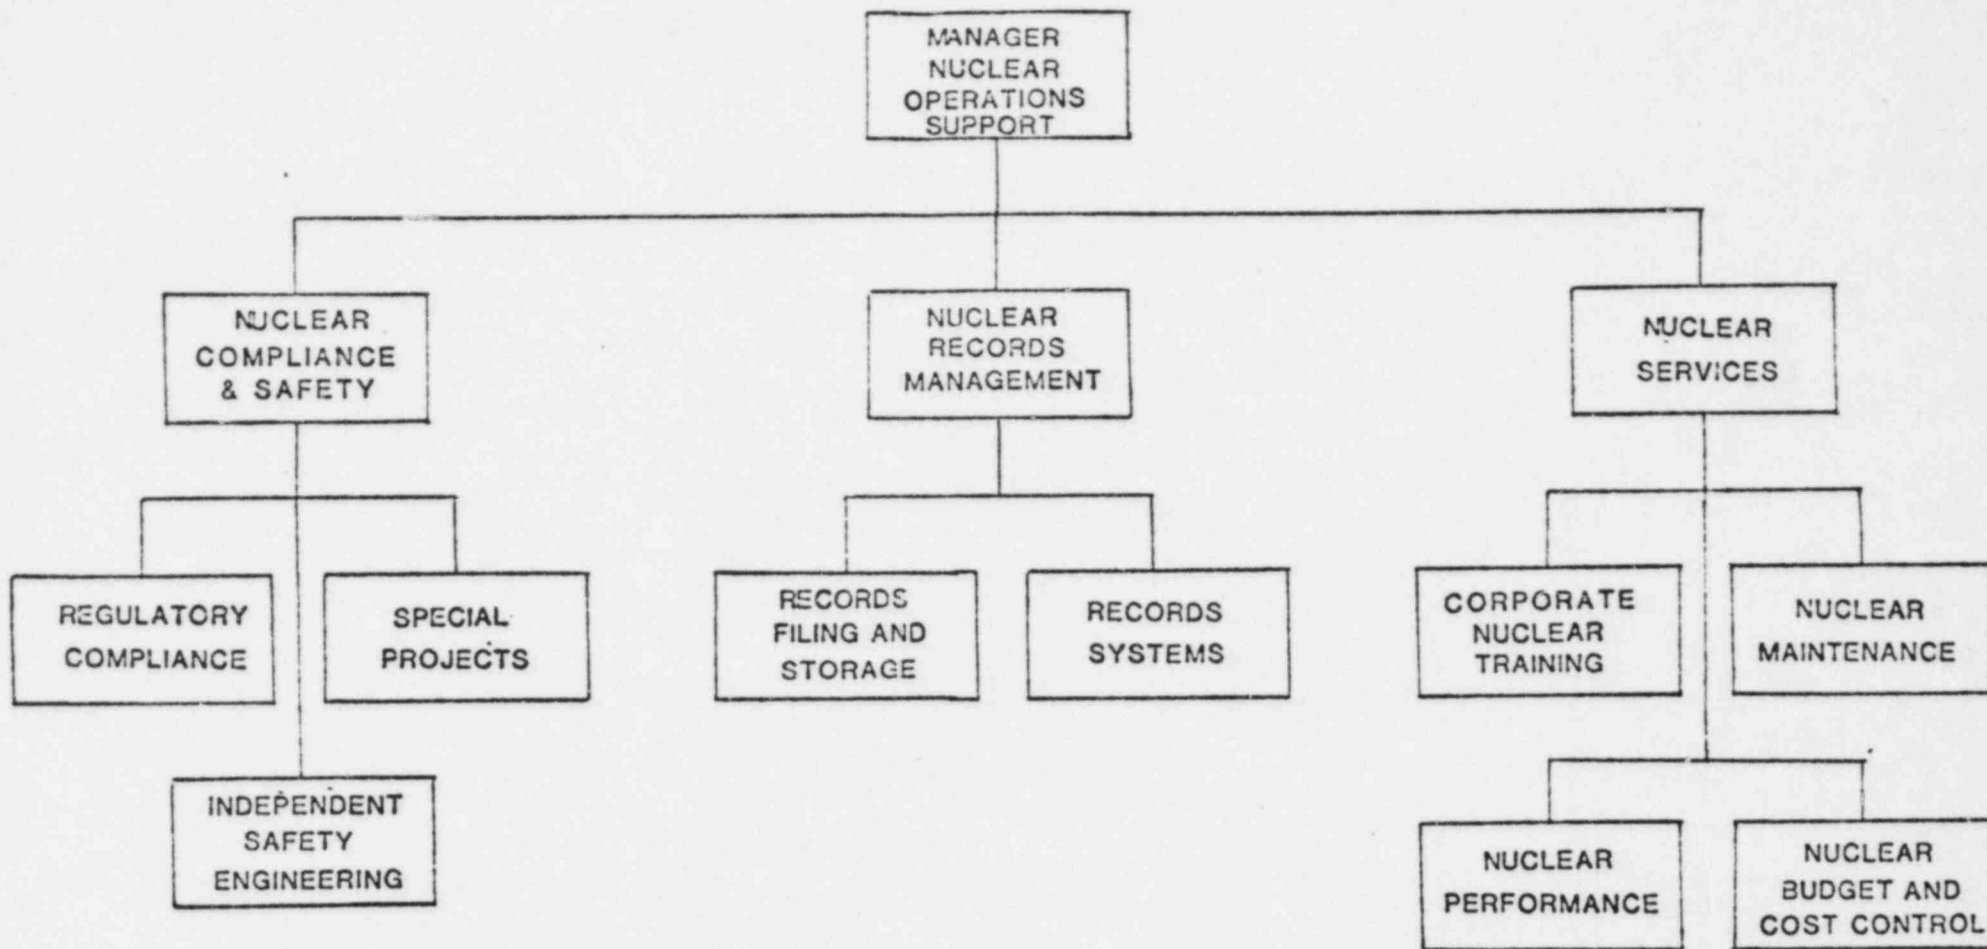 MANAGER
NUCLEAR
OPERATIONS
SUPPORT
NUCLEAR
COMPLIANCE
& SAFETY
NUCLEAR
RECORDS
MANAGEMENT
NUCLEAR
SERVICES
REGULATORY
COMPLIANCE
SPECIAL
PROJECTS
RECORDS
FILING AND
STORAGE
RECORDS
SYSTEMS
CORPORATE
NUCLEAR
TRAINING
NUCLEAR
MAINTENANCE
INDEPENDENT
SAFETY
ENGINEERING
NUCLEAR
PERFORMANCE
NUCLEAR
BUDGET AND
COST CONTROL